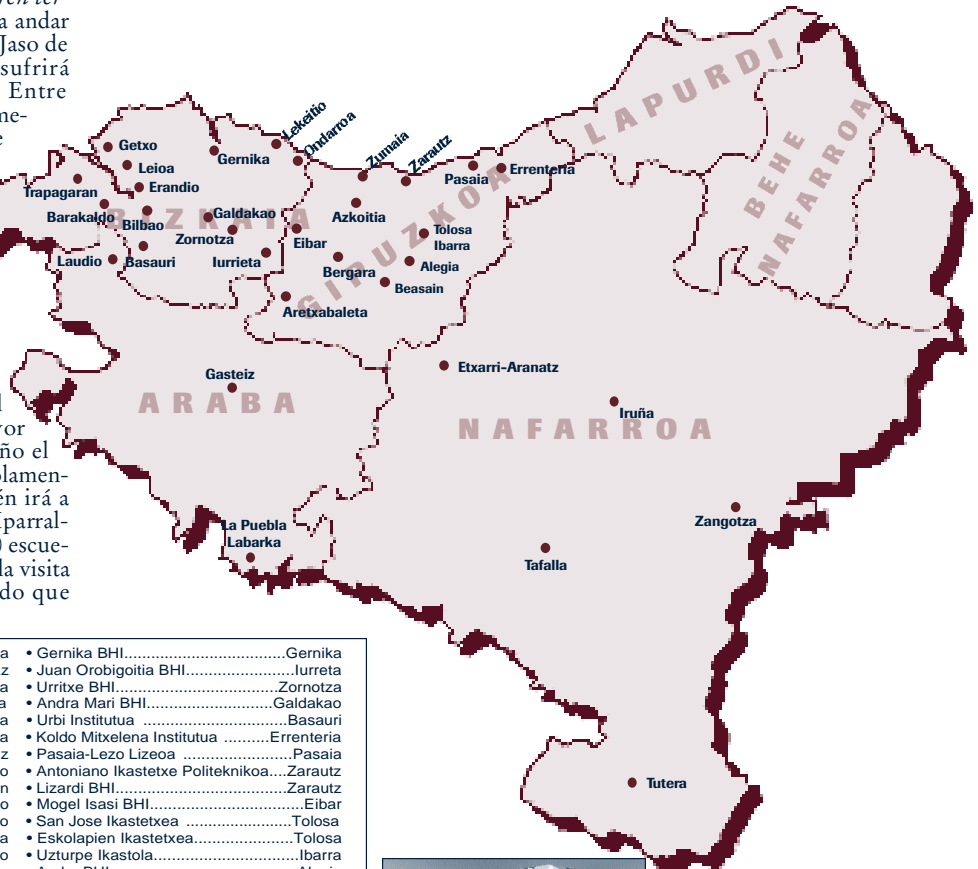 a andar
Jaso de
sufrirá
Entre
me-
e
l
vor
ño el
lamen-
én irá a
Iparral-
0 escue-
la visita
do que
LAPURDI
BEHE
NAFARROA
BIZKAIA
GIPUZKOA
ARABA
NAFARROA
Lekeitio
Ondarroa
Getxo
Gernika
Leioa
Zumaia
Zarautz
Pasaia
Errenteria
Trapagaran
Erandio
Barakaldo
Bilbao
Galdakao
Azkoitia
Zornotza
Eibar
Tolosa
Ibarra
Laudio
Basauri
Iurrieta
Bergara
Alegia
Beasain
Aretxabaleta
Gasteiz
Etxarri-Aranatz
Iruña
La Puebla
Labarka
Tafalla
Zangotza
Tutera
a • Gernika BHI....................................Gernika
z • Juan Orobigoitia BHI........................Iurreta
a • Urritxe BHI...................................Zornotza
a • Andra Mari BHI............................Galdakao
a • Urbi Institutua ................................Basauri
a • Koldo Mitxelena Institutua ..........Errenteria
z • Pasaia-Lezo Lizeoa ........................Pasaia
o • Antoniano Ikastetxe Politeknikoa....Zarautz
n • Lizardi BHI......................................Zarautz
o • Mogel Isasi BHI..................................Eibar
o • San Jose Ikastetxea .......................Tolosa
a • Eskolapien Ikastetxea......................Tolosa
o • Uzturpe Ikastola................................Ibarra